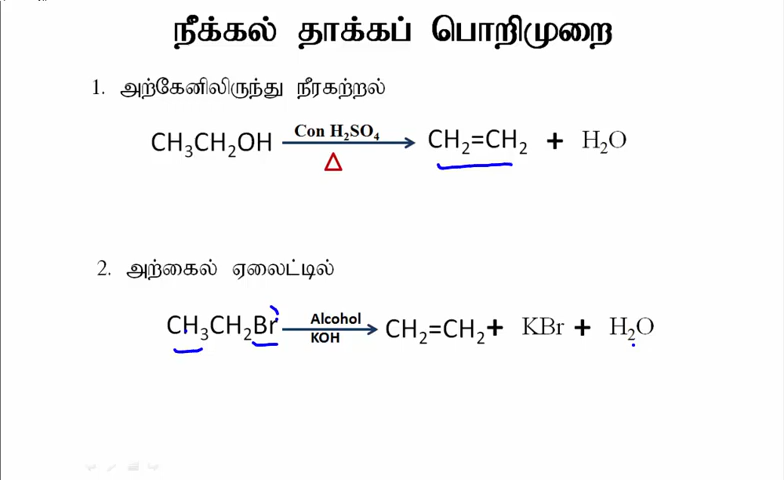 நீக்கல் தாக்கப் பொறிமுறை
1. அற்கேனிலிருந்து நீரகற்றல்
CH₃CH₂OH Con H₂SO₄ Δ CH₂=CH₂ + H₂O
2. அற்கைல் ஏலைட்டில்
CH₃CH₂Br Alcohol KOH CH₂=CH₂+ KBr + H₂O